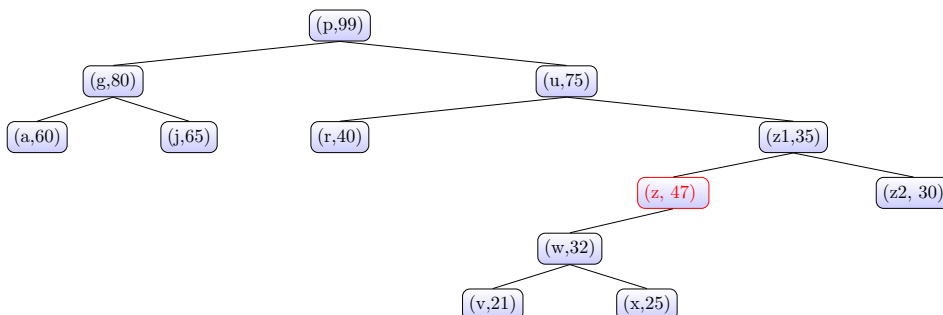 (p,99)
(g,80) (u,75)
(a,60) (j,65) (r,40) (z1,35)
(z, 47) (z2, 30)
(w,32)
(v,21) (x,25)